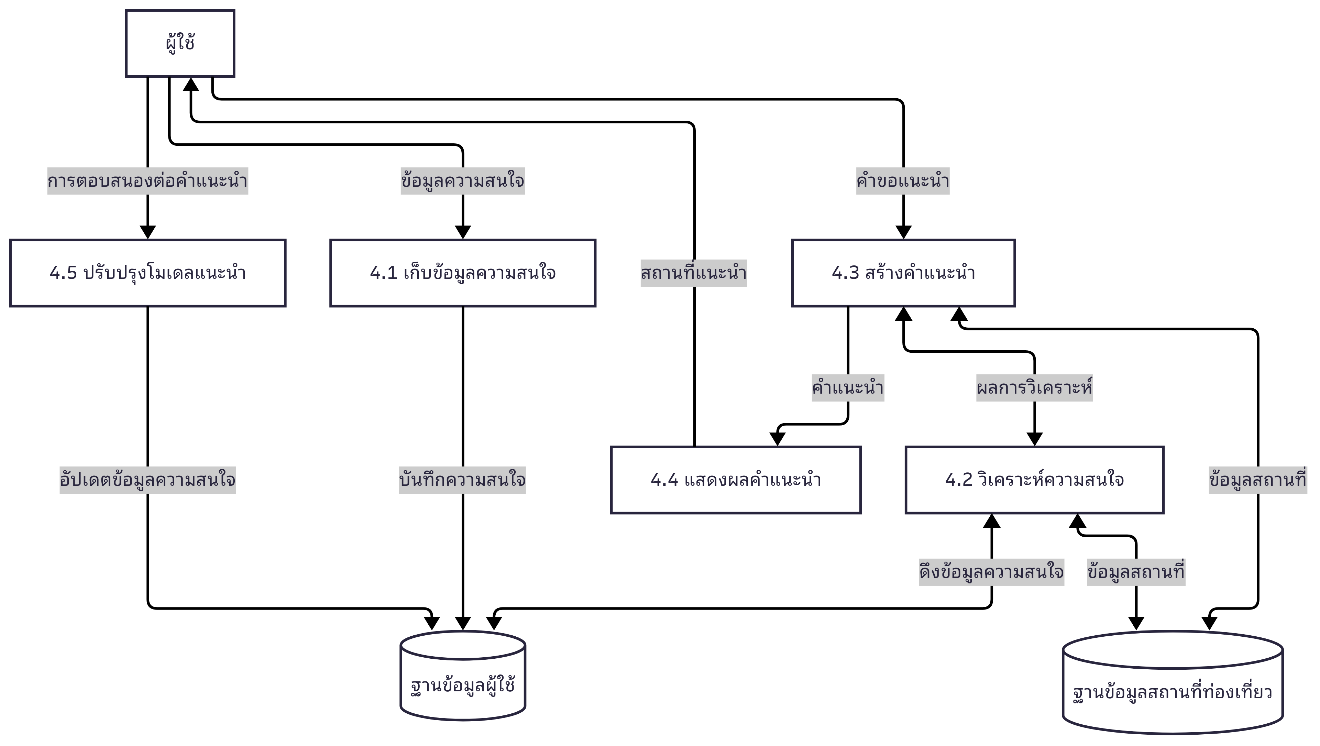 ผู้ใช้
การตอบสนองต่อคำแนะนำ
ข้อมูลความสนใจ
คำขอแนะนำ
4.5 ปรับปรุงโมเดลแนะนำ
4.1 เก็บข้อมูลความสนใจ
สถานที่แนะนำ
4.3 สร้างคำแนะนำ
คำแนะนำ
ผลการวิเคราะห์
อัปเดตข้อมูลความสนใจ
บันทึกความสนใจ
4.4 แสดงผลคำแนะนำ
4.2 วิเคราะห์ความสนใจ
ข้อมูลสถานที่
ดึงข้อมูลความสนใจ
ข้อมูลสถานที่
ฐานข้อมูลผู้ใช้
ฐานข้อมูลสถานที่ท่องเที่ยว